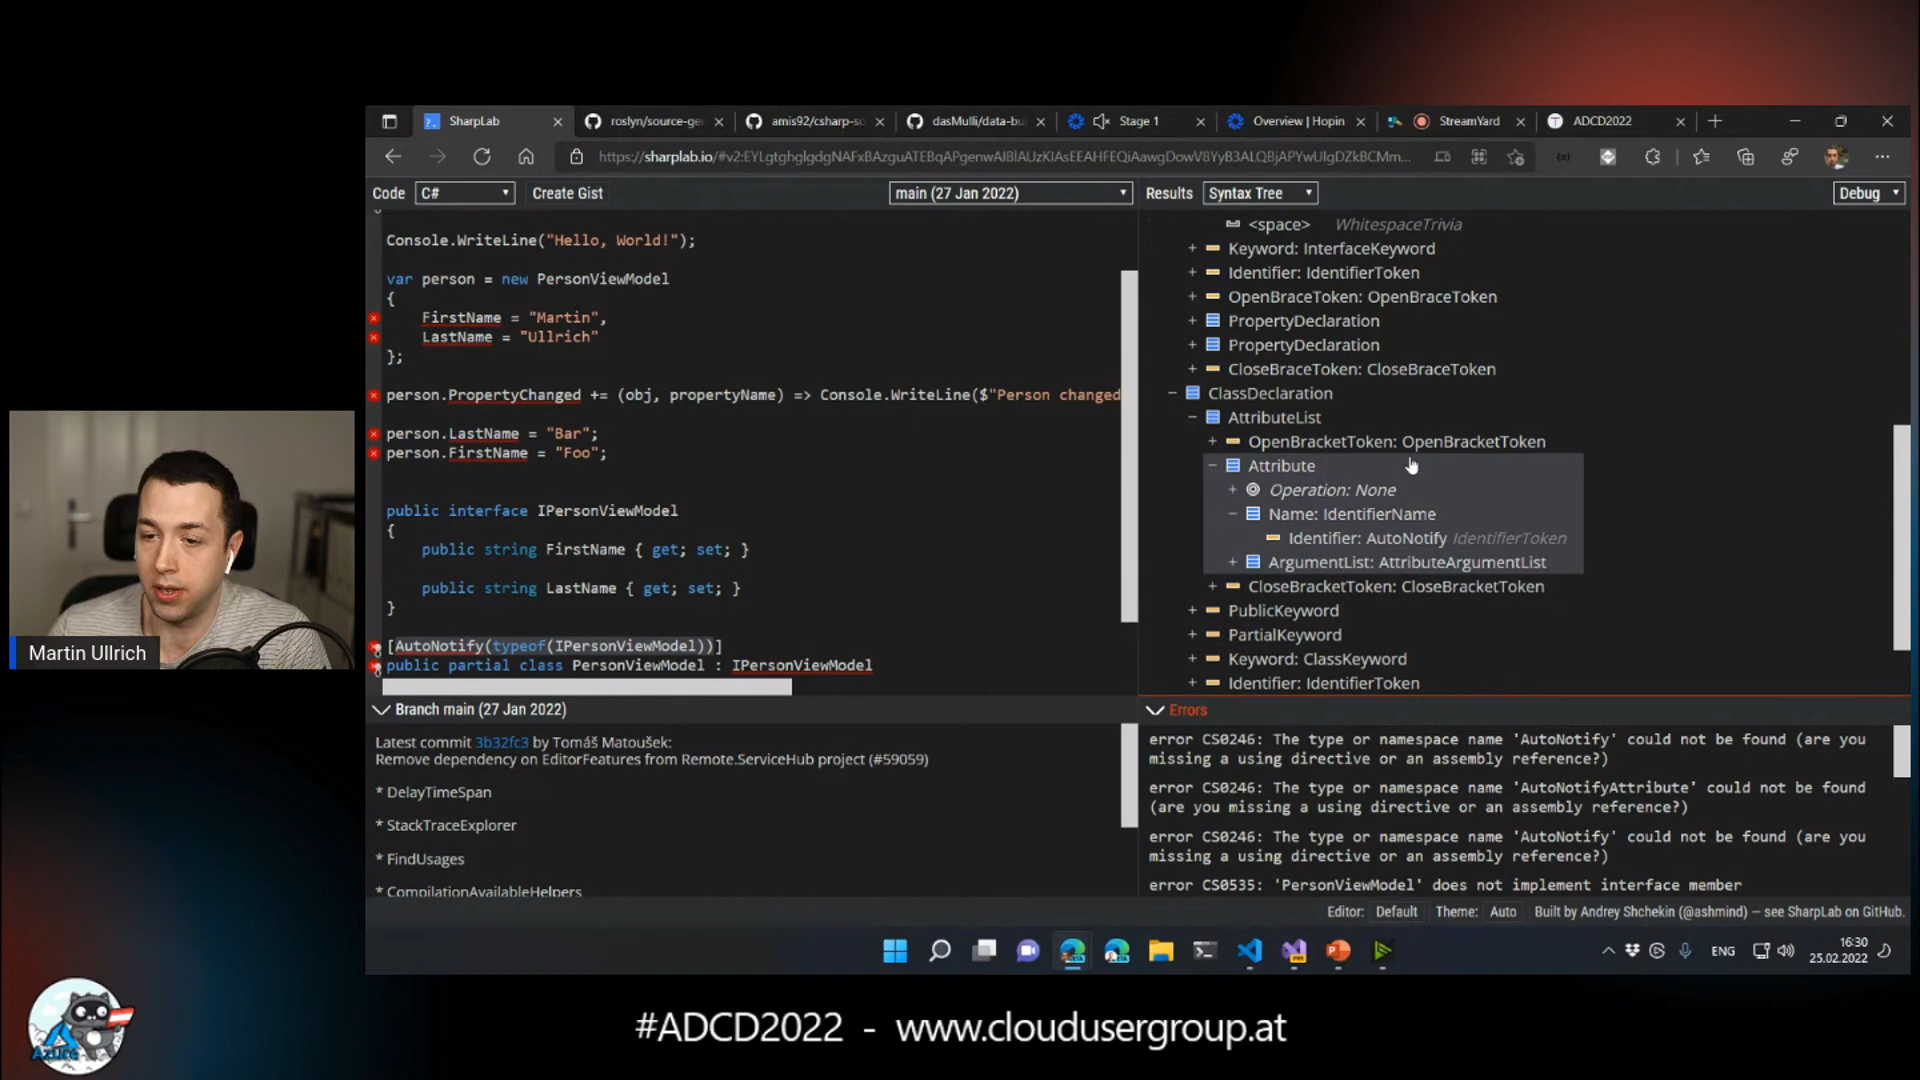 SharpLab
roslyn/source-ge
amis92/csharp-so
dasMulli/data-bu
Stage 1
Overview | Hopin
StreamYard
ADCD2022
Code
C#
Create Gist
main (27 Jan 2022)
Results
Syntax Tree
Debug
Console.WriteLine("Hello, World!");
var person = new PersonViewModel
{
FirstName = "Martin",
LastName = "Ullrich"
};
person.PropertyChanged += (obj, propertyName) => Console.WriteLine($"Person changed
person.LastName = "Bar";
person.FirstName = "Foo";
public interface IPersonViewModel
{
public string FirstName { get; set; }
public string LastName { get; set; }
}
[AutoNotify(typeof(IPersonViewModel))]
public partial class PersonViewModel : IPersonViewModel
<space> WhitespaceTrivia
+ Keyword: InterfaceKeyword
+ Identifier: IdentifierToken
+ OpenBraceToken: OpenBraceToken
+ PropertyDeclaration
+ PropertyDeclaration
+ CloseBraceToken: CloseBraceToken
− ClassDeclaration
− AttributeList
+ OpenBracketToken: OpenBracketToken
− Attribute
+ Operation: None
− Name: IdentifierName
Identifier: AutoNotify IdentifierToken
+ ArgumentList: AttributeArgumentList
+ CloseBracketToken: CloseBracketToken
+ PublicKeyword
+ PartialKeyword
+ Keyword: ClassKeyword
+ Identifier: IdentifierToken
Branch main (27 Jan 2022)
Latest commit 3b32fc3 by Tomáš Matoušek:
Remove dependency on EditorFeatures from Remote.ServiceHub project (#59059)
* DelayTimeSpan
* StackTraceExplorer
* FindUsages
* CompilationAvailableHelpers
Errors
error CS0246: The type or namespace name 'AutoNotify' could not be found (are you
missing a using directive or an assembly reference?)
error CS0246: The type or namespace name 'AutoNotifyAttribute' could not be found
(are you missing a using directive or an assembly reference?)
error CS0246: The type or namespace name 'AutoNotify' could not be found (are you
missing a using directive or an assembly reference?)
error CS0535: 'PersonViewModel' does not implement interface member
Editor: Default Theme: Auto Built by Andrey Shchekin (@ashmind) — see SharpLab on GitHub.
ENG
16:30
25.02.2022
Martin Ullrich
Azure
#ADCD2022 - www.cloudusergroup.at